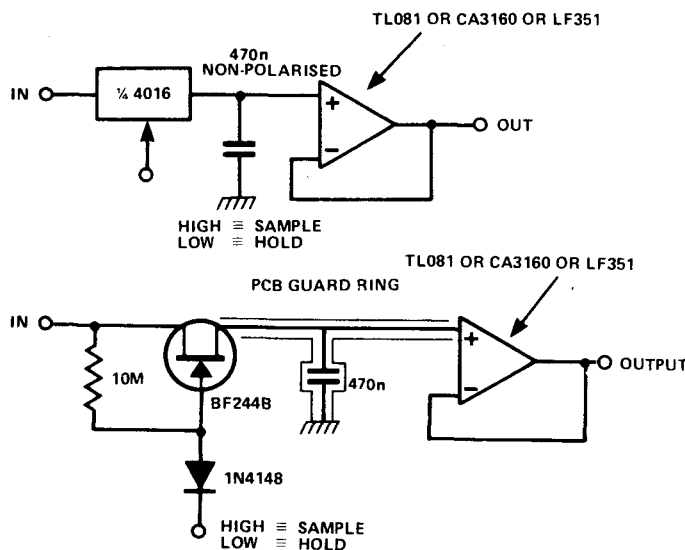 TL081 OR CA3160 OR LF351
470n
NON-POLARISED
IN
¼ 4016
+
−
OUT
HIGH ≡ SAMPLE
LOW ≡ HOLD
TL081 OR CA3160 OR LF351
PCB GUARD RING
IN
+
−
OUTPUT
10M
470n
BF244B
1N4148
HIGH ≡ SAMPLE
LOW ≡ HOLD